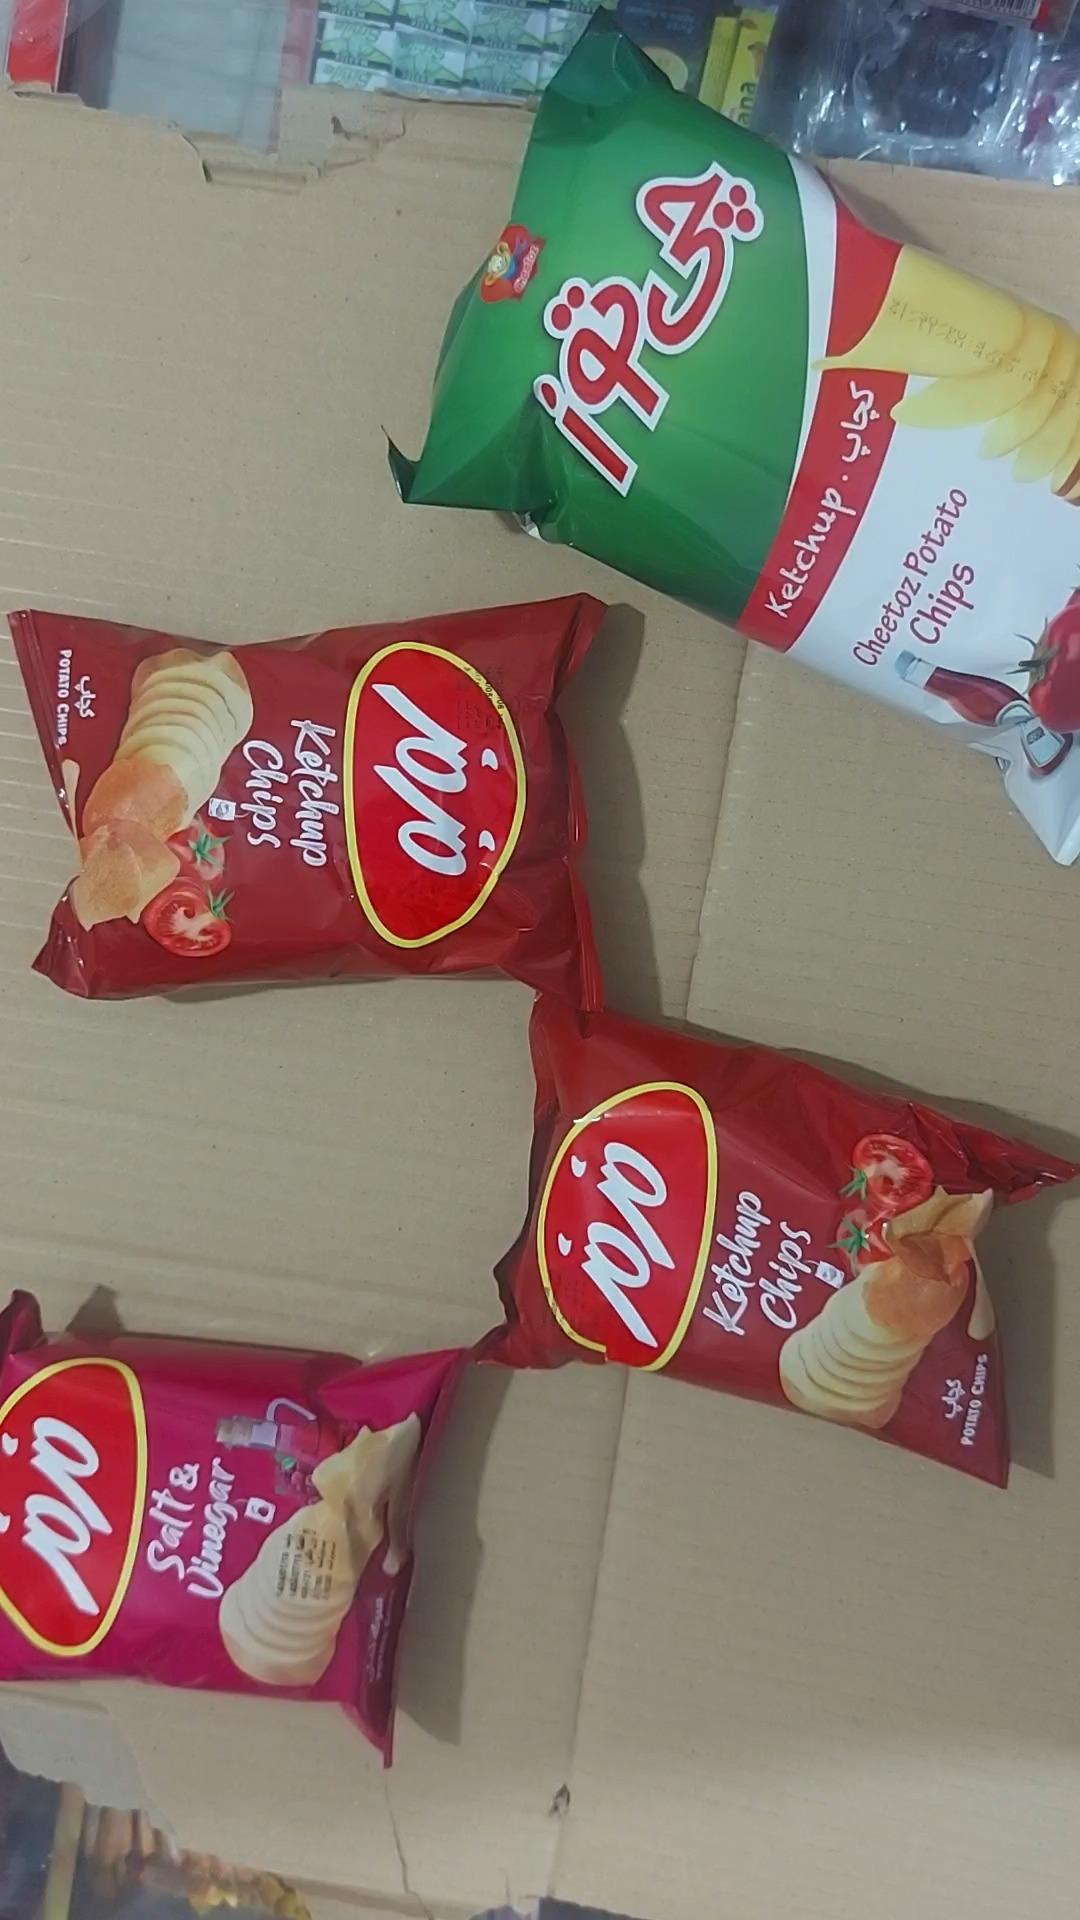 چی‌توز
Cheetoz
Ketchup . کچاپ
Cheetoz Potato
Chips
مزمز
Ketchup
Chips
کچاپ
POTATO CHIPS
مزمز
Ketchup
Chips
کچاپ
POTATO CHIPS
مزمز
Salt &
Vinegar